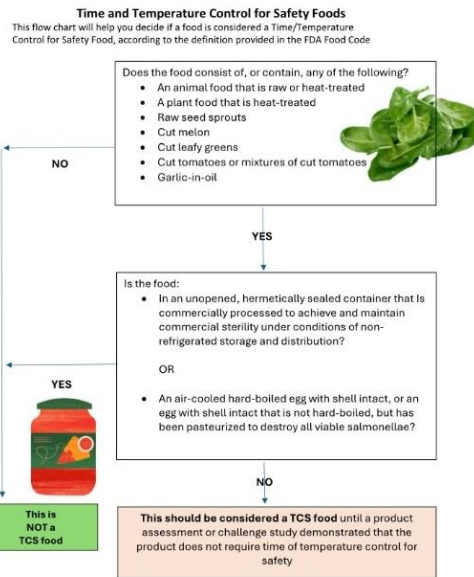 Time and Temperature Control for Safety Foods
This flow chart will help you decide if a food is considered a Time/Temperature
Control for Safety Food, according to the definition provided in the FDA Food Code
Does the food consist of, or contain, any of the following?
• An animal food that is raw or heat-treated
• A plant food that is heat-treated
• Raw seed sprouts
• Cut melon
• Cut leafy greens
• Cut tomatoes or mixtures of cut tomatoes
• Garlic-in-oil
NO
YES
Is the food:
• In an unopened, hermetically sealed container that Is
commercially processed to achieve and maintain
commercial sterility under conditions of non-
refrigerated storage and distribution?
OR
• An air-cooled hard-boiled egg with shell intact, or an
egg with shell intact that is not hard-boiled, but has
been pasteurized to destroy all viable salmonellae?
YES
NO
This is
NOT a
TCS food
This should be considered a TCS food until a product
assessment or challenge study demonstrated that the
product does not require time of temperature control for
safety